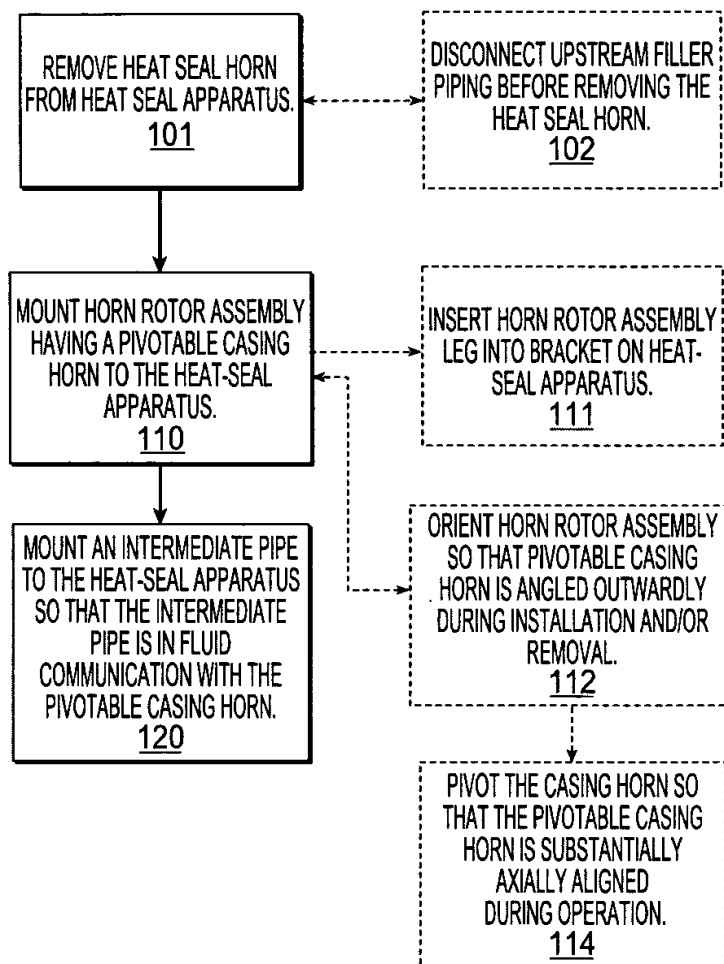 REMOVE HEAT SEAL HORN
FROM HEAT SEAL APPARATUS.
101
DISCONNECT UPSTREAM FILLER
PIPING BEFORE REMOVING THE
HEAT SEAL HORN.
102
MOUNT HORN ROTOR ASSEMBLY
HAVING A PIVOTABLE CASING
HORN TO THE HEAT-SEAL
APPARATUS.
110
INSERT HORN ROTOR ASSEMBLY
LEG INTO BRACKET ON HEAT-
SEAL APPARATUS.
111
MOUNT AN INTERMEDIATE PIPE
TO THE HEAT-SEAL APPARATUS
SO THAT THE INTERMEDIATE
PIPE IS IN FLUID
COMMUNICATION WITH THE
PIVOTABLE CASING HORN.
120
ORIENT HORN ROTOR ASSEMBLY
SO THAT PIVOTABLE CASING
HORN IS ANGLED OUTWARDLY
DURING INSTALLATION AND/OR
REMOVAL.
112
PIVOT THE CASING HORN SO
THAT THE PIVOTABLE CASING
HORN IS SUBSTANTIALLY
AXIALLY ALIGNED
DURING OPERATION.
114